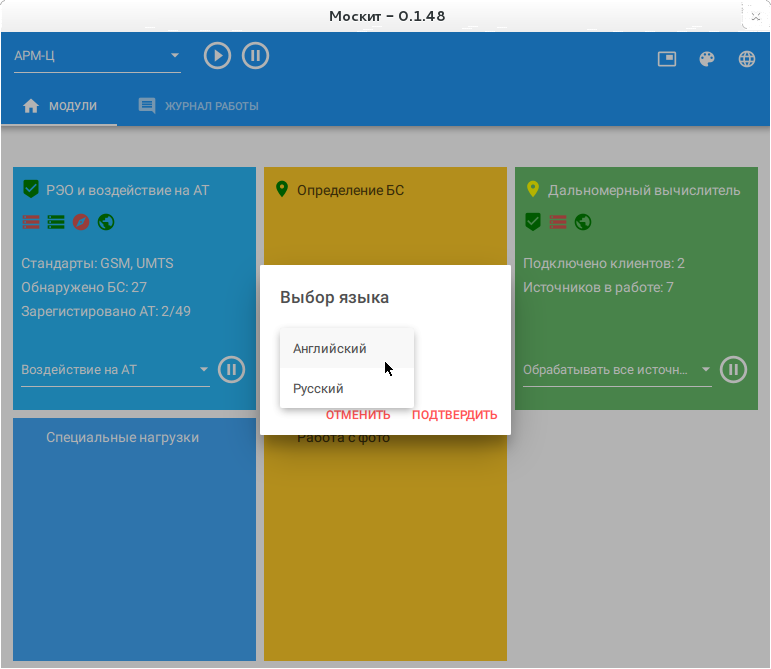 Москит - 0.1.48
АРМ-Ц
МОДУЛИ
ЖУРНАЛ РАБОТЫ
РЭО и воздействие на АТ
Стандарты: GSM, UMTS
Обнаружено БС: 27
Зарегистировано АТ: 2/49
Воздействие на АТ
Определение БС
Дальномерный вычислитель
Подключено клиентов: 2
Источников в работе: 7
Обрабатывать все источн...
Выбор языка
Английский
Русский
ОТМЕНИТЬ
ПОДТВЕРДИТЬ
Специальные нагрузки
Работа с фото